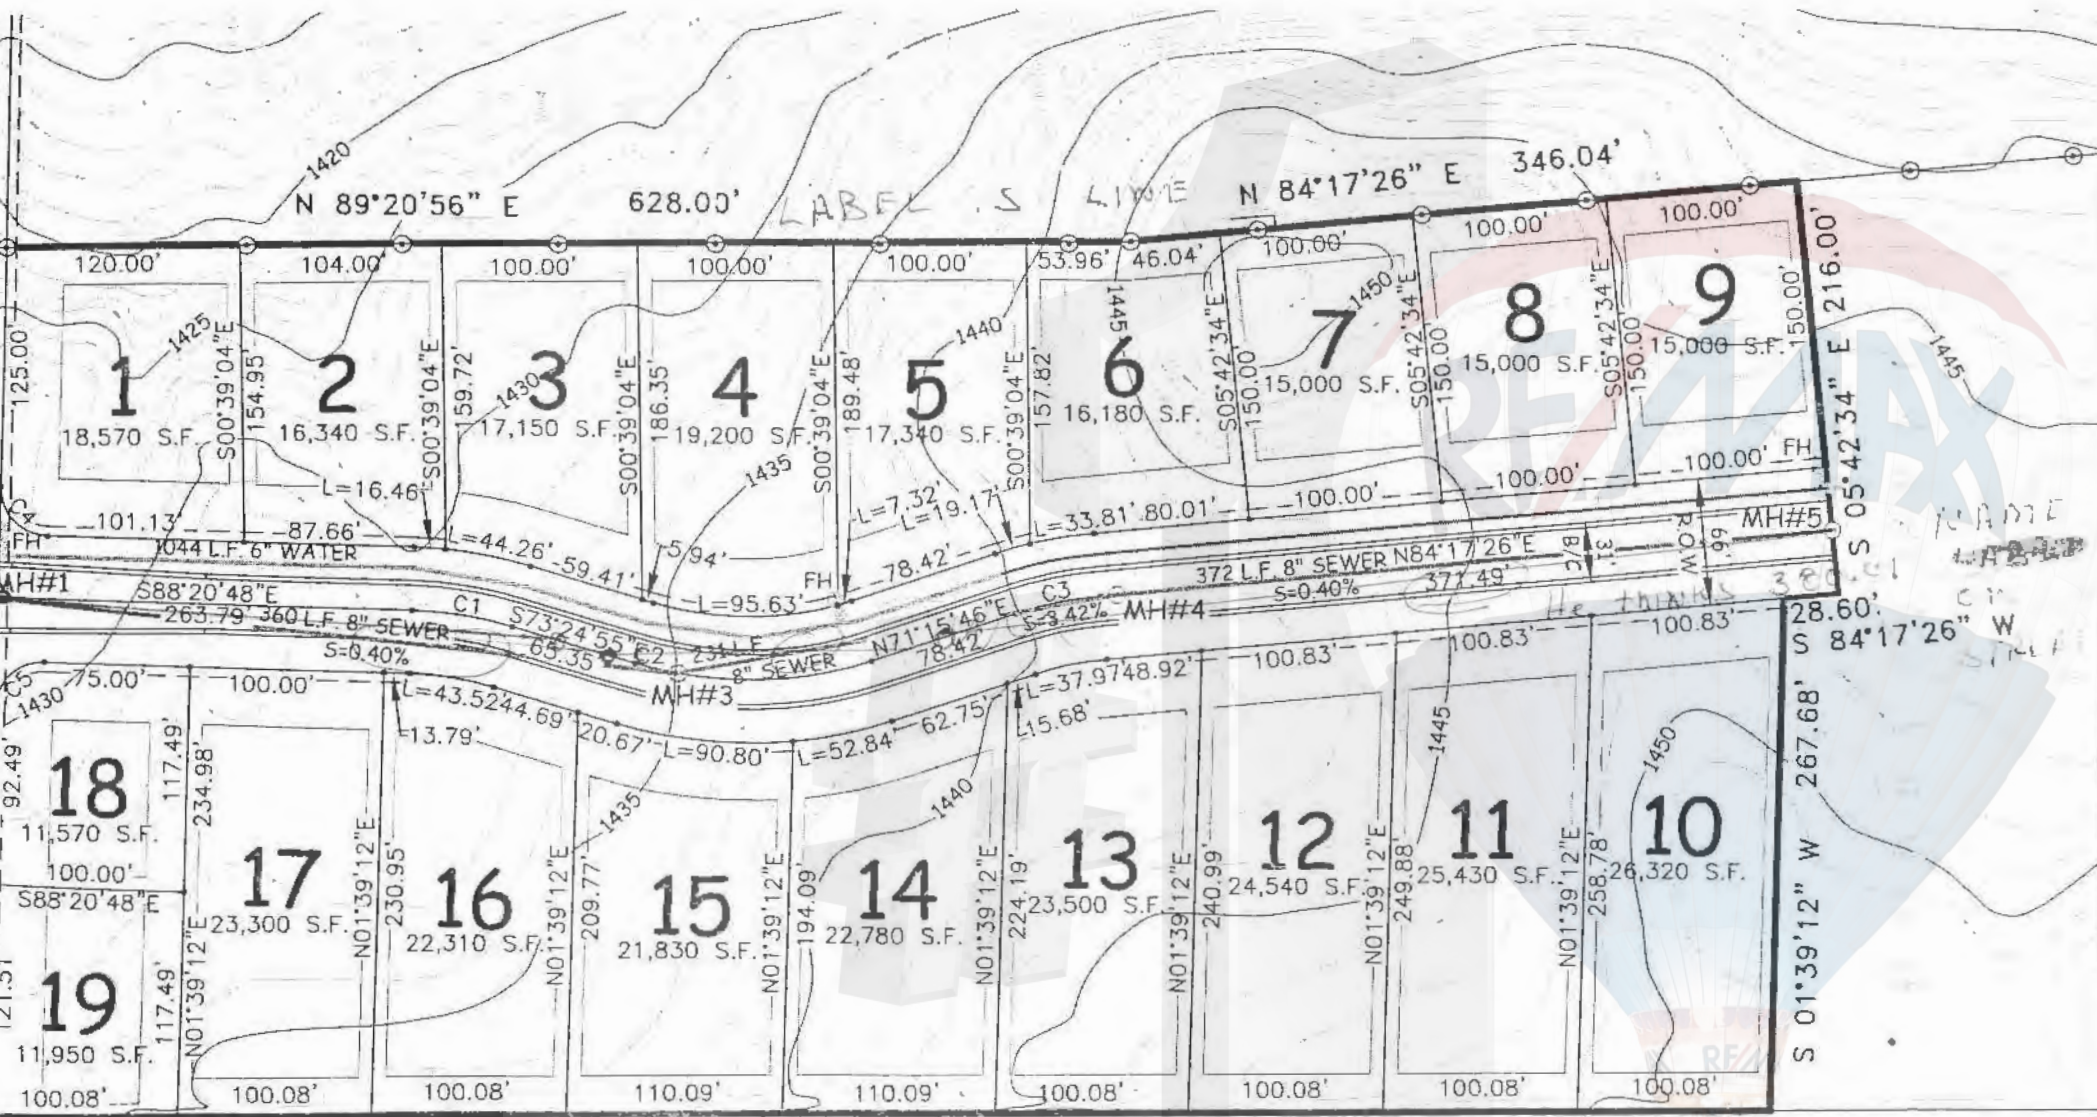 1420
N 89°20'56" E 628.00' LABEL S LINE N 84°17'26" E 346.04'
120.00' 104.00' 100.00' 100.00' 100.00' 53.96' 46.04' 100.00' 100.00' 100.00'
125.00'
1
18,570 S.F.
1425
S00°39'04"E
154.95'
2
16,340 S.F.
S00°39'04"E
159.72'
1430
3
17,150 S.F.
S00°39'04"E
186.35'
4
19,200 S.F.
1435
S00°39'04"E
189.48'
5
17,340 S.F.
1440
S00°39'04"E
157.82'
1445
6
16,180 S.F.
S05°42'34"E
150.00'
7
15,000 S.F.
1450
S05°42'34"E
150.00'
8
15,000 S.F.
S05°42'34"E
150.00'
9
15,000 S.F.
150.00'
S 05°42'34" E 216.00'
1445
RE/MAX
101.13' 87.66' L=16.46' L=44.26' 59.41' 5.94' L=95.63' 78.42' L=7.32' L=19.17' L=33.81' 80.01' 100.00' 100.00' 100.00' FH
FH
1044 L.F. 6" WATER
FH
MH#1
S88°20'48"E
263.79' 360 L.F. 8" SEWER
S=0.40%
C1
S73°24'55"E
65.35'
C2
231 L.F.
8" SEWER
MH#3
N71°15'46"E
78.42'
C3
S=3.42%
MH#4
372 L.F. 8" SEWER N84°17'26"E
S=0.40%
371.49'
31'
B/C
66'
ROW
MH#5
He thinks
NAME
28.60'
S 84°17'26" W
C5
1430
75.00' 100.00' L=43.52' 44.69' 20.67' L=90.80' L=52.84' 62.75' L=37.97' 48.92' 100.83' 100.83' 100.83'
13.79'
15.68'
92.49'
18
11,570 S.F.
100.00'
S88°20'48"E
117.49'
234.98'
17
23,300 S.F.
N01°39'12"E
230.95'
16
22,310 S.F.
N01°39'12"E
1435
209.77'
15
21,830 S.F.
N01°39'12"E
194.09'
14
22,780 S.F.
1440
N01°39'12"E
224.19'
13
23,500 S.F.
N01°39'12"E
240.99'
12
24,540 S.F.
N01°39'12"E
249.88'
1445
11
25,430 S.F.
N01°39'12"E
258.78'
10
26,320 S.F.
1450
S 01°39'12" W 267.68'
19
11,950 S.F.
117.49'
N01°39'12"E
100.08' 100.08' 100.08' 110.09' 110.09' 100.08' 100.08' 100.08' 100.08'